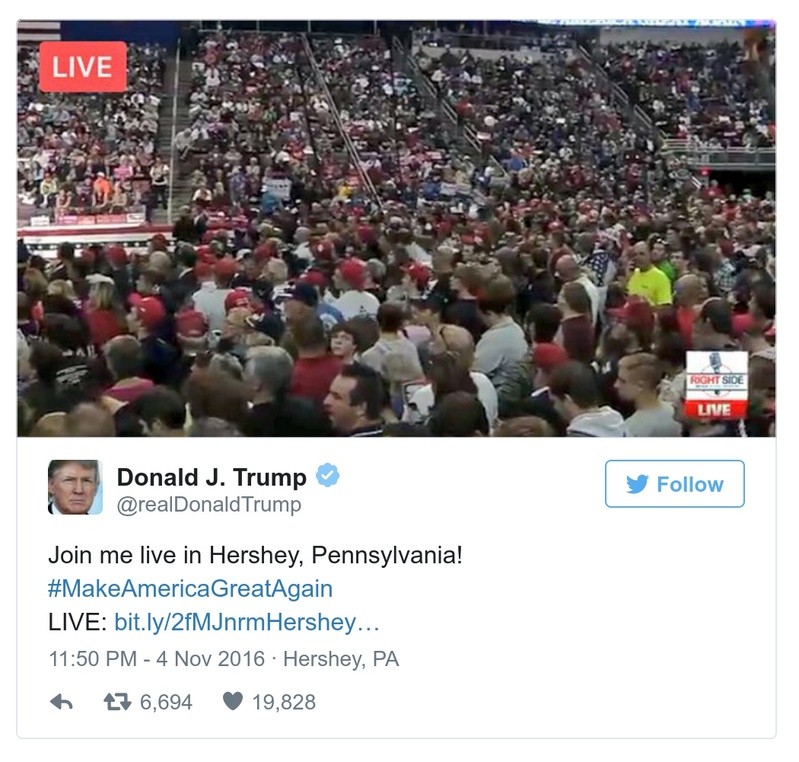 LIVE
RIGHT SIDE
LIVE
Donald J. Trump
@realDonaldTrump
Follow
Join me live in Hershey, Pennsylvania!
#MakeAmericaGreatAgain
LIVE: bit.ly/2fMJnrmHershey…
11:50 PM - 4 Nov 2016 · Hershey, PA
6,694 19,828